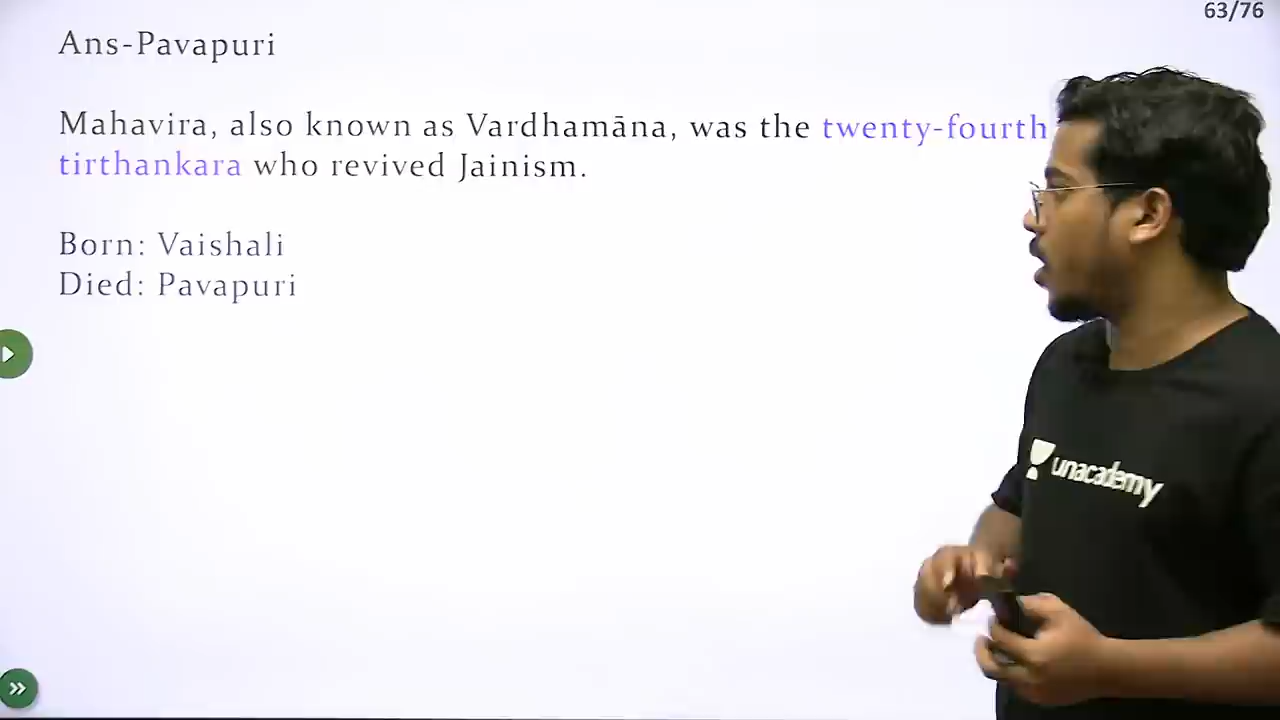 63/76
Ans-Pavapuri
Mahavira, also known as Vardhamāna, was the twenty-fourth
tirthankara who revived Jainism.
Born: Vaishali
Died: Pavapuri
unacademy